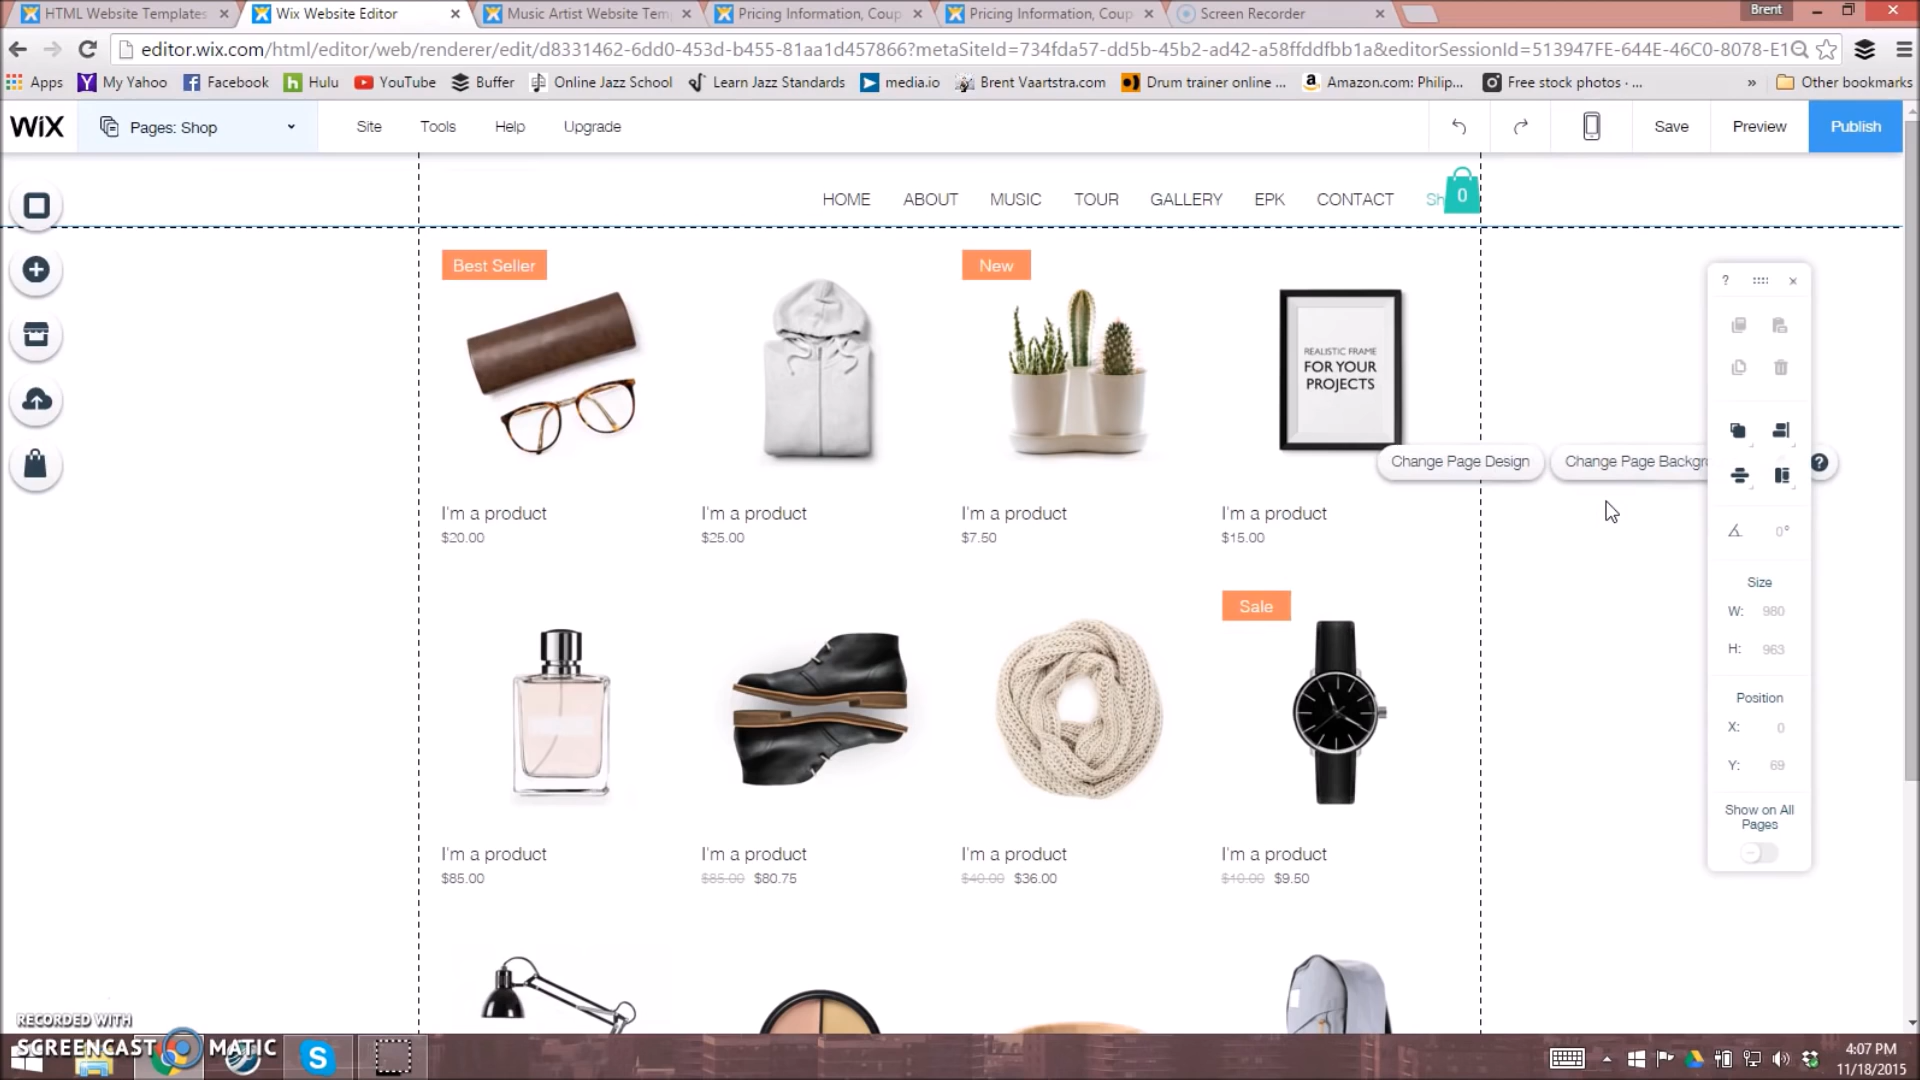 HTML Website Templates
Wix Website Editor
Music Artist Website Tem
Pricing Information, Coup
Pricing Information, Coup
Screen Recorder
Brent
editor.wix.com/html/editor/web/renderer/edit/d8331462-6dd0-453d-b455-81aa1d457866?metaSiteId=734fda57-dd5b-45b2-ad42-a58ffddfbb1a&editorSessionId=513947FE-644E-46C0-8078-E1
Apps
My Yahoo
Facebook
Hulu
YouTube
Buffer
Online Jazz School
Learn Jazz Standards
media.io
Brent Vaartstra.com
Drum trainer online ...
Amazon.com: Philip...
Free stock photos · ...
»
Other bookmarks
WiX
Pages: Shop
Site
Tools
Help
Upgrade
Save
Preview
Publish
HOME
ABOUT
MUSIC
TOUR
GALLERY
EPK
CONTACT
Sh
0
Best Seller
New
REALISTIC FRAME
FOR YOUR
PROJECTS
Change Page Design
Change Page Backgro
?
I'm a product
$20.00
I'm a product
$25.00
I'm a product
$7.50
I'm a product
$15.00
Sale
I'm a product
$85.00
I'm a product
$85.00 $80.75
I'm a product
$40.00 $36.00
I'm a product
$10.00 $9.50
?
0°
Size
W: 980
H: 963
Position
X: 0
Y: 69
Show on All
Pages
RECORDED WITH
SCREENCAST MATIC
4:07 PM
11/18/2015